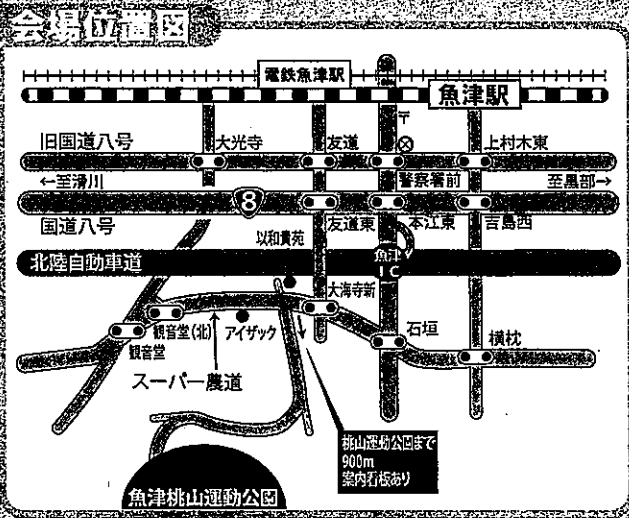 会場位置図
電鉄魚津駅
魚津駅
〒
旧国道八号
大光寺
友道
上村木東
←至滑川
警察署前
至黒部→
8
国道八号
友道東
本江東
吉島西
以和貴苑
北陸自動車道
魚津
IC
大海寺新
観音堂(北)
アイザック
石垣
横枕
観音堂
スーパー農道
桃山運動公園まで
900m
案内石板あり
魚津桃山運動公園